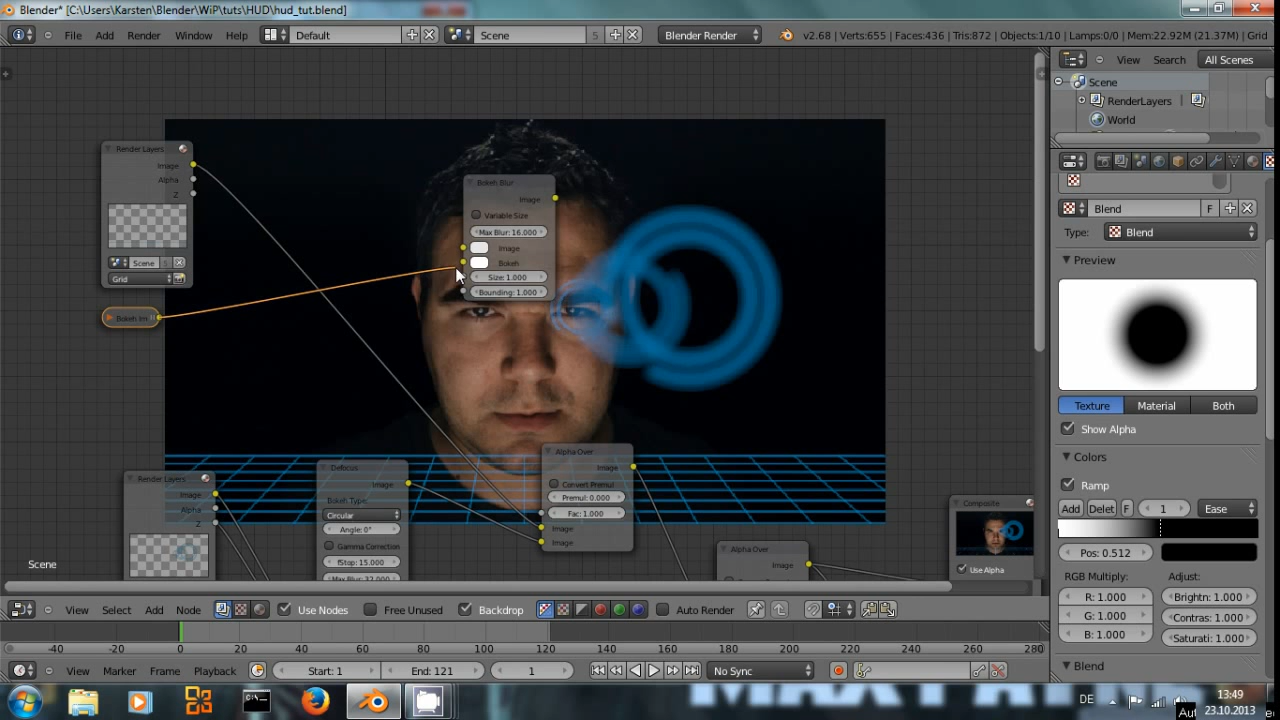 Blender* [C:\Users\Karsten\Blender\WiP\tuts\HUD\hud_tut.blend]
File Add Render Window Help Default Scene 5 Blender Render v2.68 | Verts:655 | Faces:436 | Tris:872 | Objects:1/10 | Lamps:0/0 | Mem:22.92M (21.37M) | Grid
View Search All Scenes
Scene
RenderLayers
World
Render Layers
Image
Alpha
Z
Scene 5
Grid
Bokeh Im
Bokeh Blur
Image
Variable Size
Max Blur: 16.000
Image
Bokeh
Size: 1.000
Bounding: 1.000
Render Layers
Image
Alpha
Z
Defocus
Image
Bokeh Type:
Circular
Angle: 0°
Gamma Correction
fStop: 15.000
Max Blur: 32.000
Alpha Over
Image
Convert Premul
Premul: 0.000
Fac: 1.000
Image
Image
Alpha Over
Image
Composite
Use Alpha
Scene
Blend F
Type: Blend
Preview
Texture Material Both
Show Alpha
Colors
Ramp
Add Delet F 1 Ease
Pos: 0.512
RGB Multiply: Adjust:
R: 1.000 Brightn: 1.000
G: 1.000 Contras: 1.000
B: 1.000 Saturati: 1.000
Blend
View Select Add Node Use Nodes Free Unused Backdrop Auto Render
-40 -20 0 20 40 60 80 100 120 140 160 180 200 220 240 260 280
View Marker Frame Playback Start: 1 End: 121 1 No Sync
DE 13:49
23.10.2013